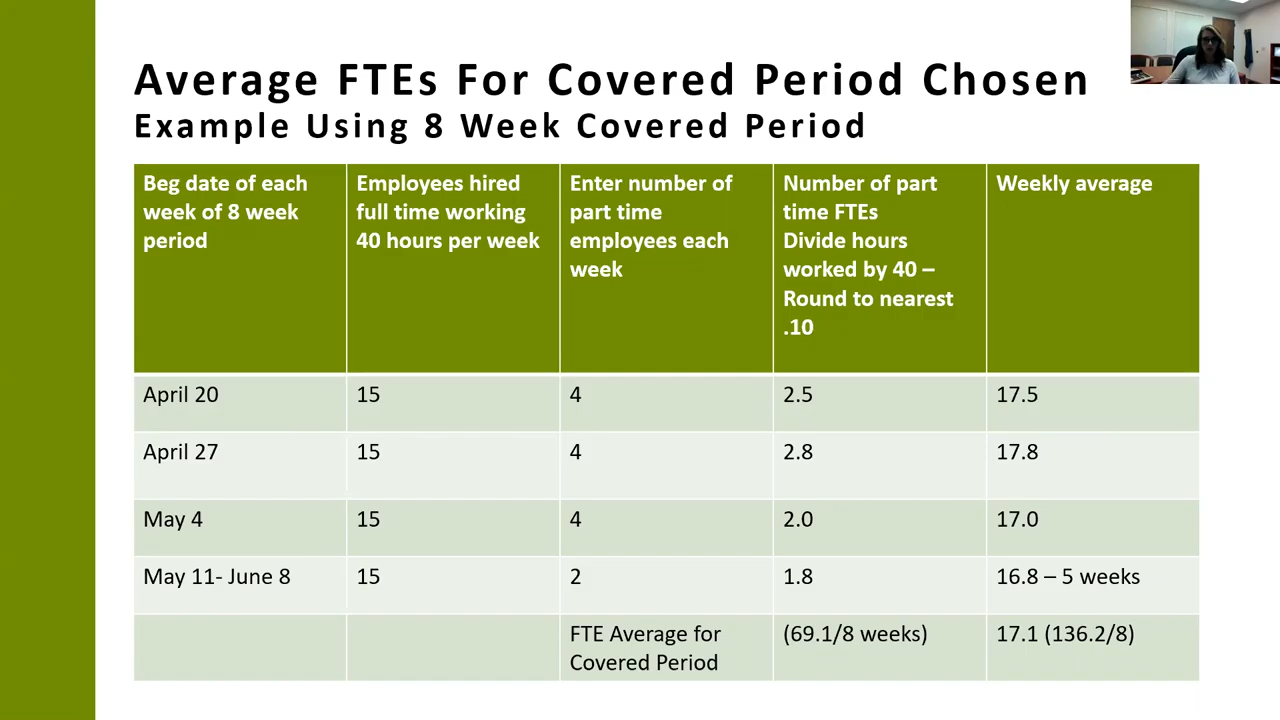 Average FTEs For Covered Period Chosen
Example Using 8 Week Covered Period
Beg date of each
week of 8 week
period
Employees hired
full time working
40 hours per week
Enter number of
part time
employees each
week
Number of part
time FTEs
Divide hours
worked by 40 –
Round to nearest
.10
Weekly average
April 20
15
4
2.5
17.5
April 27
15
4
2.8
17.8
May 4
15
4
2.0
17.0
May 11- June 8
15
2
1.8
16.8 – 5 weeks
FTE Average for
Covered Period
(69.1/8 weeks)
17.1 (136.2/8)